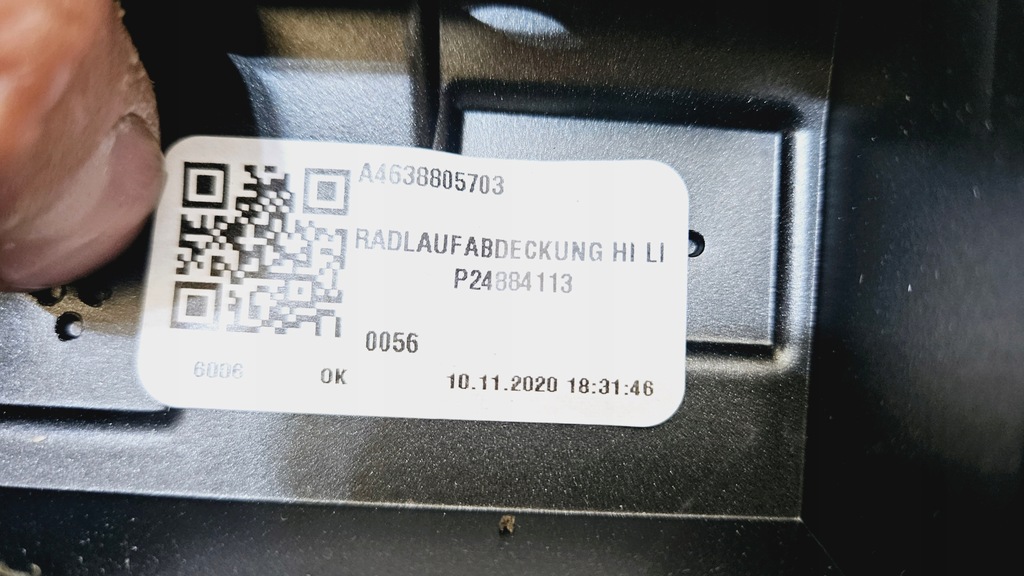 A4638805703
RADLAUFABDECKUNG HI LI
P24884113
0056
6006 OK 10.11.2020 18:31:46